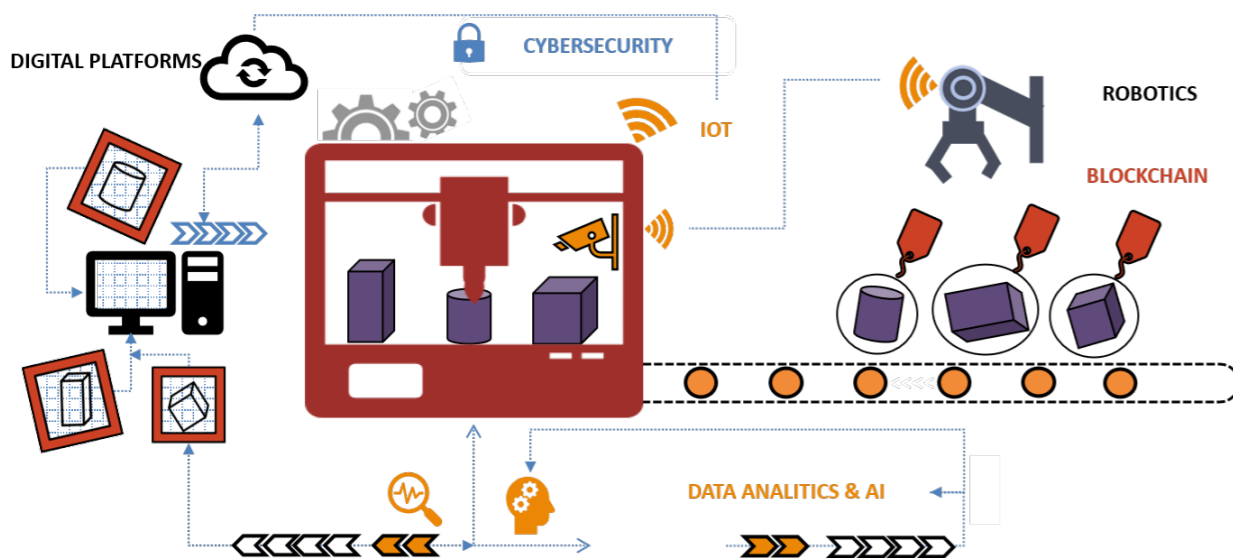 CYBERSECURITY
DIGITAL PLATFORMS
ROBOTICS
IOT
BLOCKCHAIN
DATA ANALITICS & AI